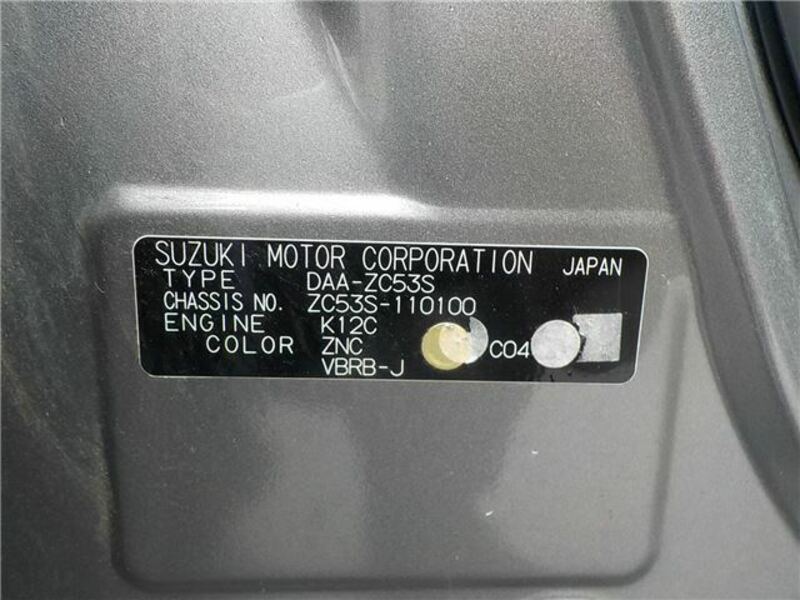 SUZUKI MOTOR CORPORATION JAPAN
TYPE DAA-ZC53S
CHASSIS NO. ZC53S-110100
ENGINE K12C
COLOR ZNC C04
VBRB-J